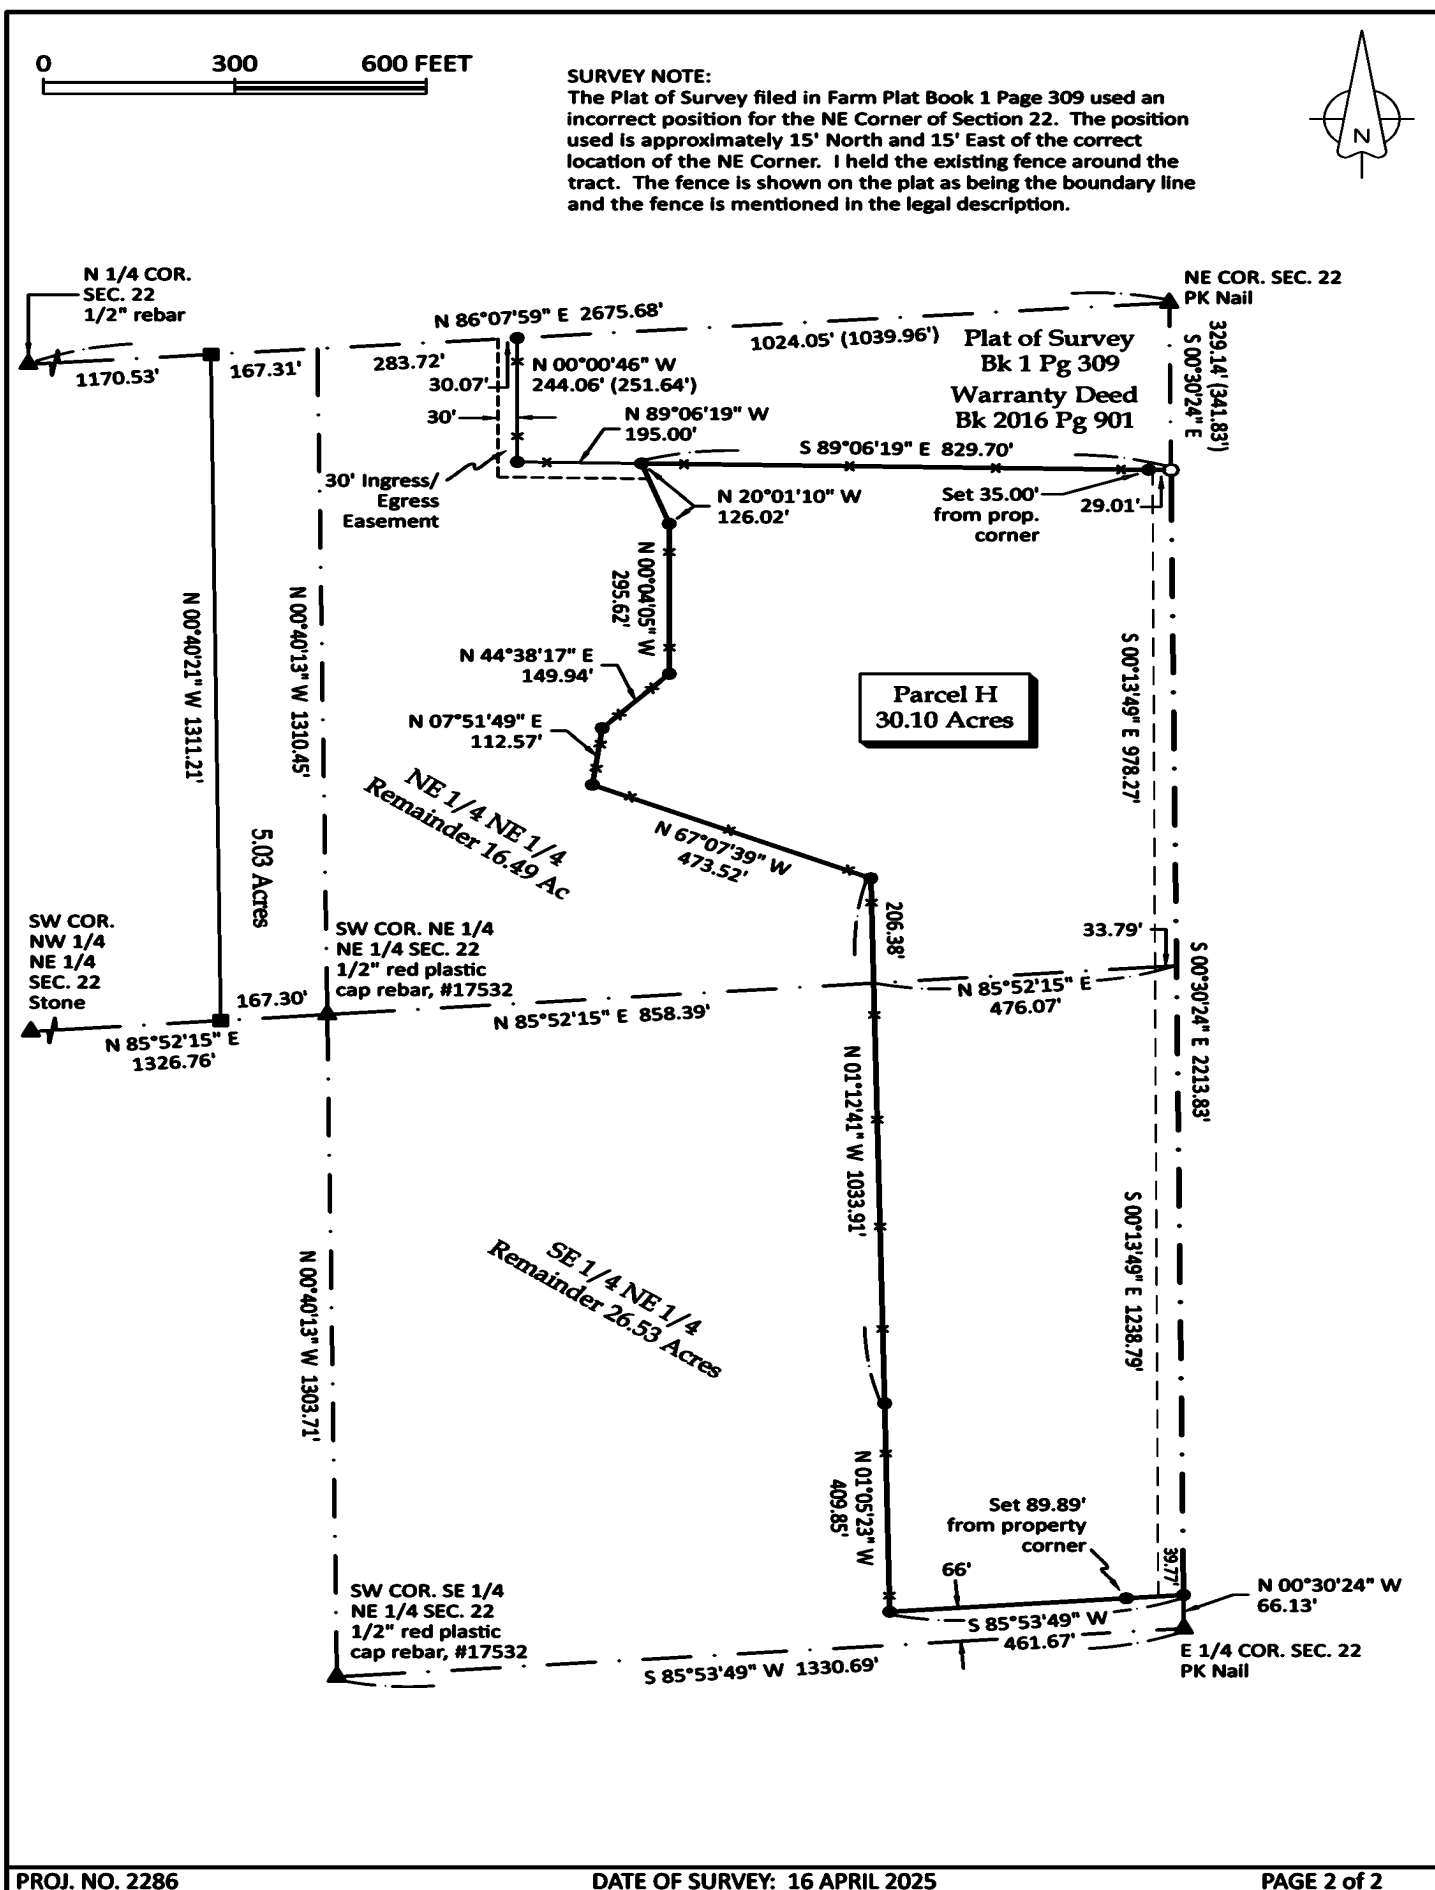 0 300 600 FEET
SURVEY NOTE:
The Plat of Survey filed in Farm Plat Book 1 Page 309 used an
incorrect position for the NE Corner of Section 22. The position
used is approximately 15' North and 15' East of the correct
location of the NE Corner. I held the existing fence around the
tract. The fence is shown on the plat as being the boundary line
and the fence is mentioned in the legal description.
N
N 1/4 COR.
SEC. 22
1/2" rebar
NE COR. SEC. 22
PK Nail
N 86°07'59" E 2675.68'
1024.05' (1039.96')
1170.53'
167.31'
283.72'
30.07'
N 00°00'46" W
244.06' (251.64')
30'
Plat of Survey
Bk 1 Pg 309
Warranty Deed
Bk 2016 Pg 901
329.14' (341.83')
S 00°30'24" E
N 89°06'19" W
195.00'
S 89°06'19" E 829.70'
30' Ingress/
Egress
Easement
N 20°01'10" W
126.02'
Set 35.00'
from prop.
corner
29.01'
N 00°04'05" W
295.62'
N 00°40'21" W 1311.21'
N 00°40'13" W 1310.45'
N 44°38'17" E
149.94'
N 07°51'49" E
112.57'
Parcel H
30.10 Acres
S 00°13'49" E 978.27'
NE 1/4 NE 1/4
Remainder 16.49 Ac
N 67°07'39" W
473.52'
5.03 Acres
206.38'
SW COR.
NW 1/4
NE 1/4
SEC. 22
Stone
SW COR. NE 1/4
NE 1/4 SEC. 22
1/2" red plastic
cap rebar, #17532
33.79'
167.30'
N 85°52'15" E
1326.76'
N 85°52'15" E 858.39'
N 85°52'15" E
476.07'
S 00°30'24" E 2213.83'
N 01°12'41" W 1033.91'
SE 1/4 NE 1/4
Remainder 26.53 Acres
N 00°40'13" W 1303.71'
S 00°13'49" E 1238.79'
N 01°05'23" W
409.85'
Set 89.89'
from property
corner
66'
39.77'
N 00°30'24" W
66.13'
SW COR. SE 1/4
NE 1/4 SEC. 22
1/2" red plastic
cap rebar, #17532
S 85°53'49" W
461.67'
S 85°53'49" W 1330.69'
E 1/4 COR. SEC. 22
PK Nail
PROJ. NO. 2286 DATE OF SURVEY: 16 APRIL 2025 PAGE 2 of 2